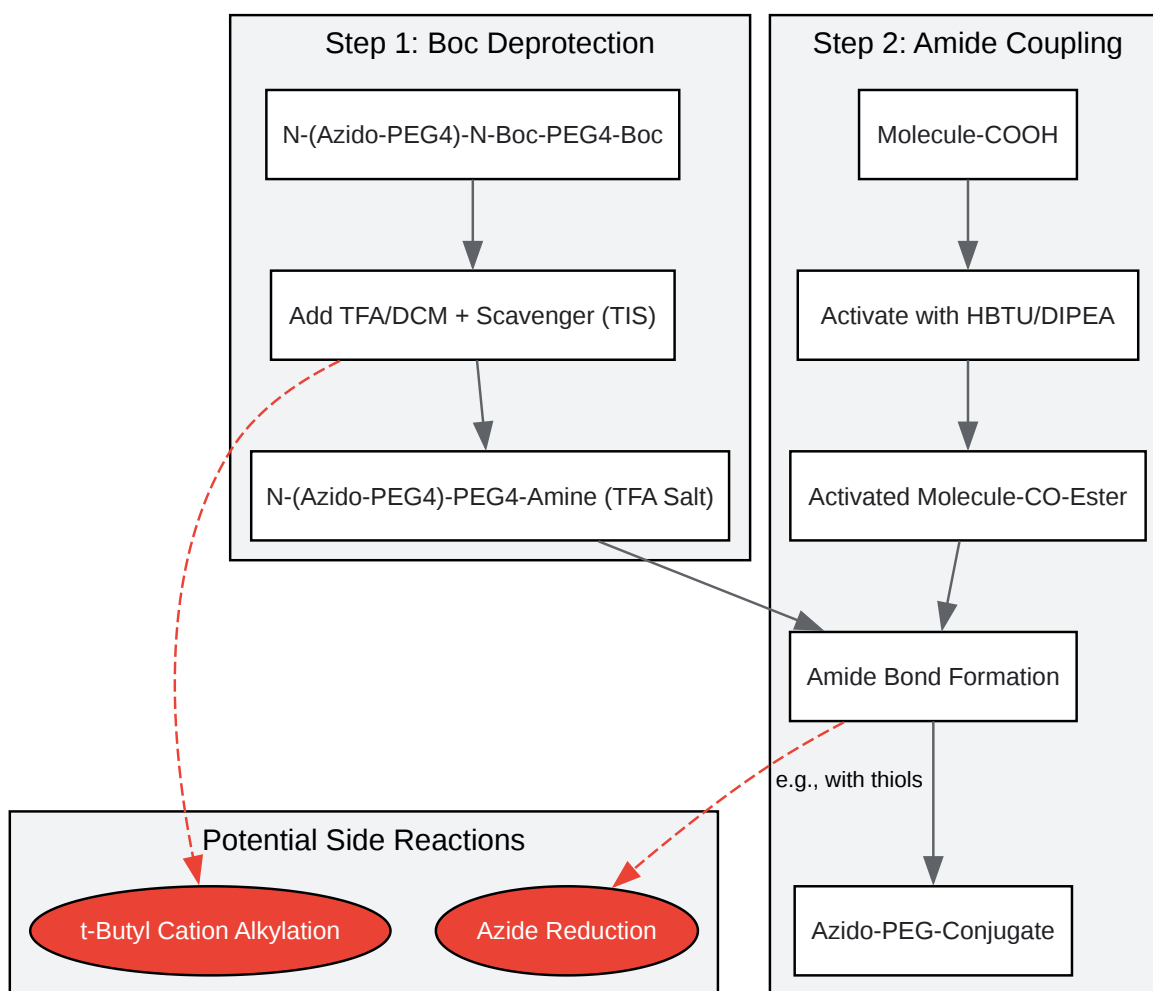 Step 1: Boc Deprotection
N-(Azido-PEG4)-N-Boc-PEG4-Boc
Add TFA/DCM + Scavenger (TIS)
N-(Azido-PEG4)-PEG4-Amine (TFA Salt)
Step 2: Amide Coupling
Molecule-COOH
Activate with HBTU/DIPEA
Activated Molecule-CO-Ester
Amide Bond Formation
e.g., with thiols
Azido-PEG-Conjugate
Potential Side Reactions
t-Butyl Cation Alkylation
Azide Reduction